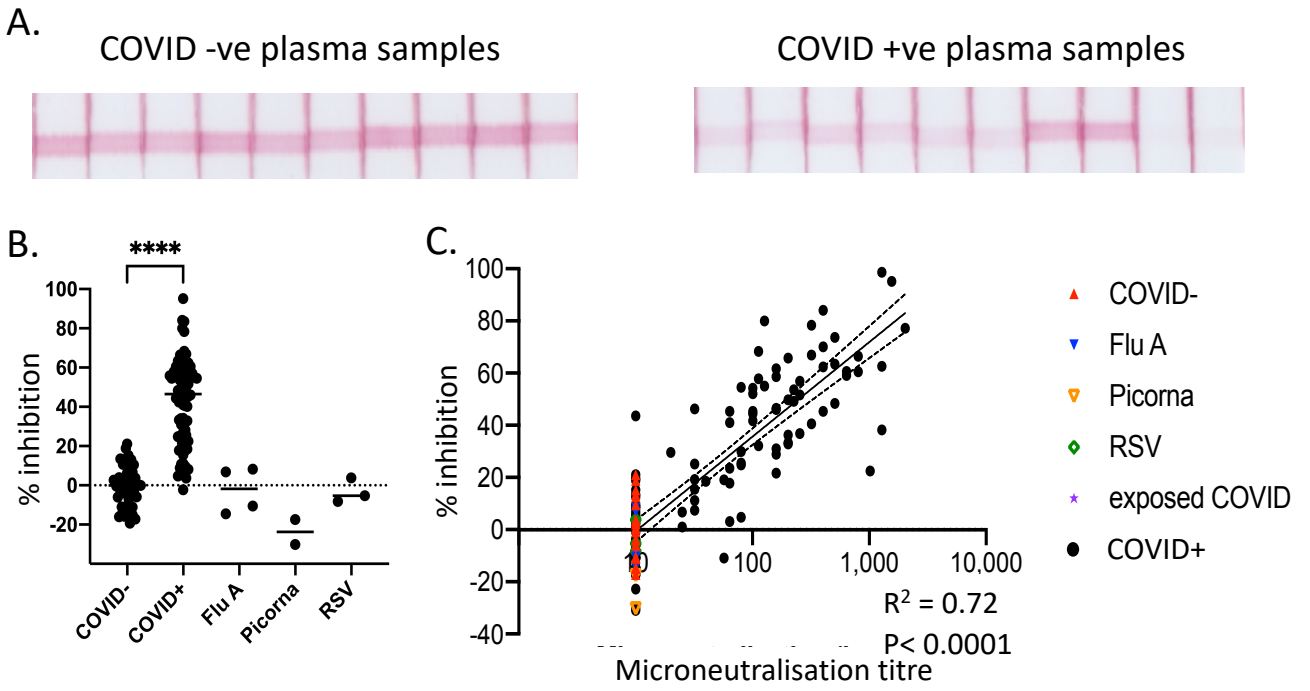 A.
COVID -ve plasma samples
COVID +ve plasma samples
B.
****
% inhibition
100
80
60
40
20
0
-20
COVID-
COVID+
Flu A
Picorna
RSV
C.
% inhibition
100
80
60
40
20
0
-20
-40
10
100
1,000
10,000
R² = 0.72
P< 0.0001
Microneutralisation titre
COVID-
Flu A
Picorna
RSV
exposed COVID
COVID+